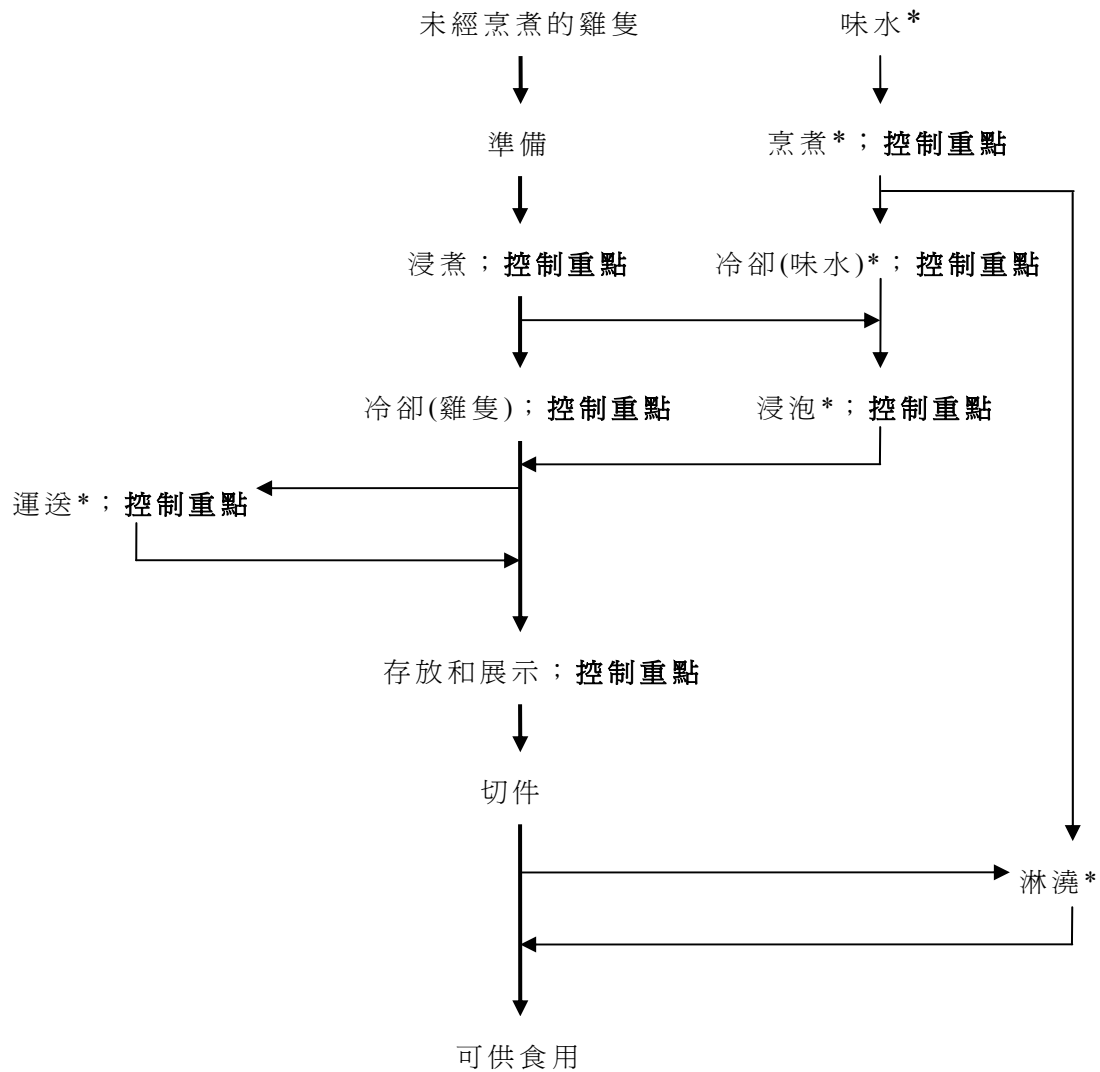 未經烹煮的雞隻 味水*
準備 烹煮*；控制重點
浸煮；控制重點 冷卻(味水)*；控制重點
冷卻(雞隻)；控制重點 浸泡*；控制重點
運送*；控制重點
存放和展示；控制重點
切件
淋澆*
可供食用